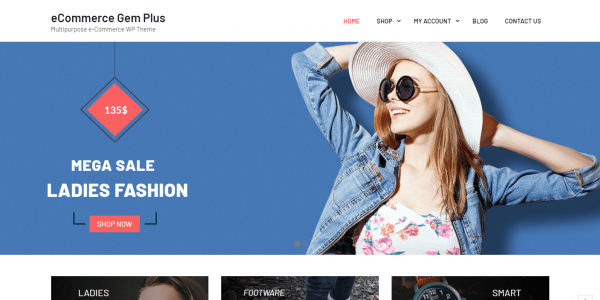 eCommerce Gem Plus
Multipurpose e-Commerce WP Theme
HOME SHOP MY ACCOUNT BLOG CONTACT US
135$
MEGA SALE
LADIES FASHION
SHOP NOW
LADIES FOOTWARE SMART